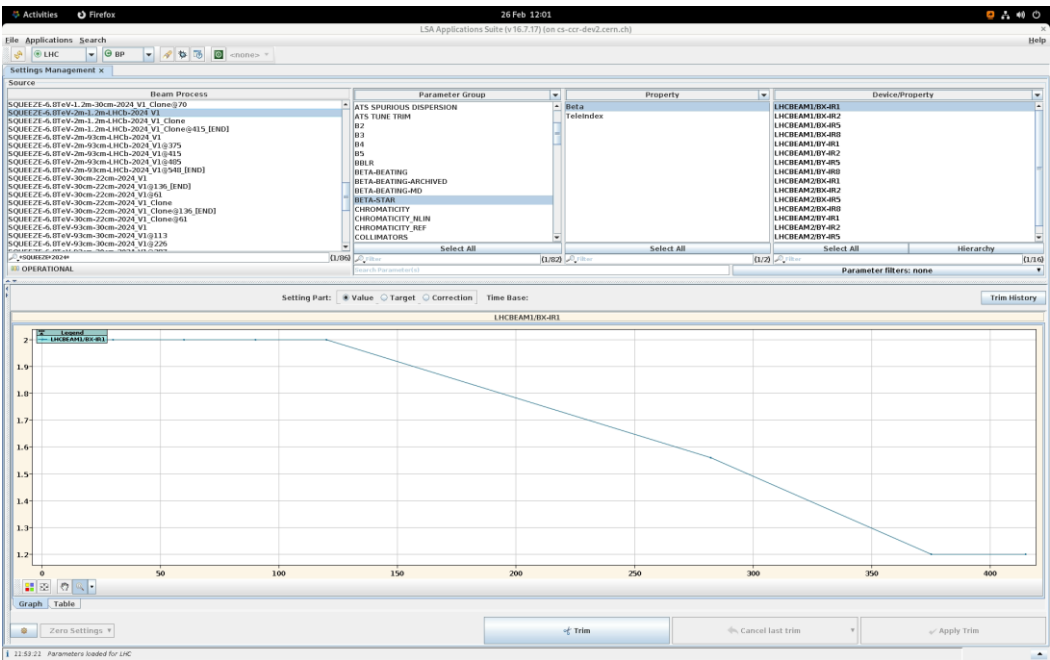 Activities Firefox 26 Feb 12:01
LSA Applications Suite (v 16.7.17) (on cs-ccr-dev2.cern.ch)
File Applications Search Help
LHC BP <none>
Settings Management x
Source
Beam Process Parameter Group Property Device/Property
SQUEEZE-6.8TeV-1.2m-30cm-2024_V1_Clone@70
SQUEEZE-6.8TeV-2m-1.2m-LHCb-2024_V1
SQUEEZE-6.8TeV-2m-1.2m-LHCb-2024_V1_Clone
SQUEEZE-6.8TeV-2m-1.2m-LHCb-2024_V1_Clone@415_[END]
SQUEEZE-6.8TeV-2m-93cm-LHCb-2024_V1
SQUEEZE-6.8TeV-2m-93cm-LHCb-2024_V1@375
SQUEEZE-6.8TeV-2m-93cm-LHCb-2024_V1@415
SQUEEZE-6.8TeV-2m-93cm-LHCb-2024_V1@485
SQUEEZE-6.8TeV-2m-93cm-LHCb-2024_V1@540_[END]
SQUEEZE-6.8TeV-30cm-22cm-2024_V1
SQUEEZE-6.8TeV-30cm-22cm-2024_V1@136_[END]
SQUEEZE-6.8TeV-30cm-22cm-2024_V1@61
SQUEEZE-6.8TeV-30cm-22cm-2024_V1_Clone
SQUEEZE-6.8TeV-30cm-22cm-2024_V1_Clone@136_[END]
SQUEEZE-6.8TeV-30cm-22cm-2024_V1_Clone@61
SQUEEZE-6.8TeV-93cm-30cm-2024_V1
SQUEEZE-6.8TeV-93cm-30cm-2024_V1@113
SQUEEZE-6.8TeV-93cm-30cm-2024_V1@226
*SQUEEZE*2024* (1/86)
OPERATIONAL
ATS SPURIOUS DISPERSION
ATS TUNE TRIM
B2
B3
B4
B5
BBLR
BETA-BEATING
BETA-BEATING-ARCHIVED
BETA-BEATING-MD
BETA-STAR
CHROMATICITY
CHROMATICITY_NLIN
CHROMATICITY_REF
COLLIMATORS
Select All
Filter (1/82)
Search Parameter(s)
Beta
TeleIndex
Select All
Filter (1/2)
LHCBEAM1/BX-IR1
LHCBEAM1/BX-IR2
LHCBEAM1/BX-IR5
LHCBEAM1/BX-IR8
LHCBEAM1/BY-IR1
LHCBEAM1/BY-IR2
LHCBEAM1/BY-IR5
LHCBEAM1/BY-IR8
LHCBEAM2/BX-IR1
LHCBEAM2/BX-IR2
LHCBEAM2/BX-IR5
LHCBEAM2/BX-IR8
LHCBEAM2/BY-IR1
LHCBEAM2/BY-IR2
LHCBEAM2/BY-IR5
Select All Hierarchy
Filter (1/16)
Parameter filters: none
Setting Part: Value Target Correction Time Base: Trim History
LHCBEAM1/BX-IR1
Legend
LHCBEAM1/BX-IR1
2
1.9
1.8
1.7
1.6
1.5
1.4
1.3
1.2
0 50 100 150 200 250 300 350 400
Graph Table
Zero Settings Trim Cancel last trim Apply Trim
11:53:21 Parameters loaded for LHC